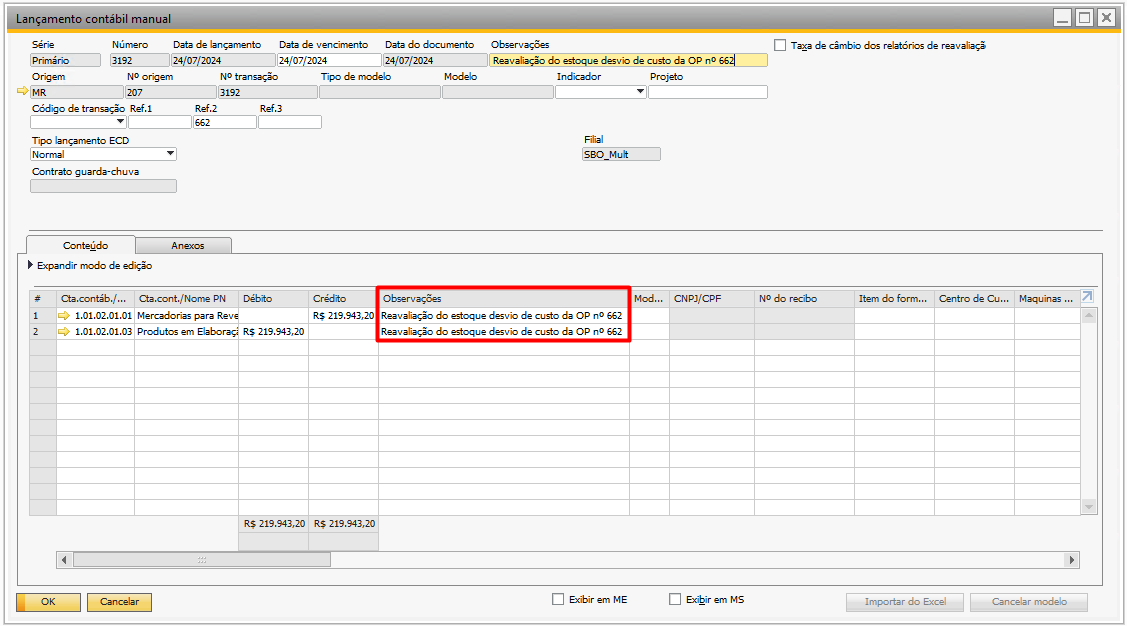 Lançamento contábil manual
Série Número Data de lançamento Data de vencimento Data do documento Observações Taxa de câmbio dos relatórios de reavaliaçã
Primário 3192 24/07/2024 24/07/2024 24/07/2024 Reavaliação do estoque desvio de custo da OP nº 662
Origem Nº origem Nº transação Tipo de modelo Modelo Indicador Projeto
MR 207 3192
Código de transação Ref.1 Ref.2 Ref.3
662
Tipo lançamento ECD Filial
Normal SBO_Mult
Contrato guarda-chuva
Conteúdo Anexos
Expandir modo de edição
# Cta.contáb./... Cta.cont./Nome PN Débito Crédito Observações Mod... CNPJ/CPF Nº do recibo Item do form... Centro de Cu... Maquinas ...
1 1.01.02.01.01 Mercadorias para Reve R$ 219.943,20 Reavaliação do estoque desvio de custo da OP nº 662
2 1.01.02.01.03 Produtos em Elaboraçã R$ 219.943,20 Reavaliação do estoque desvio de custo da OP nº 662
R$ 219.943,20 R$ 219.943,20
OK Cancelar Exibir em ME Exibir em MS Importar do Excel Cancelar modelo